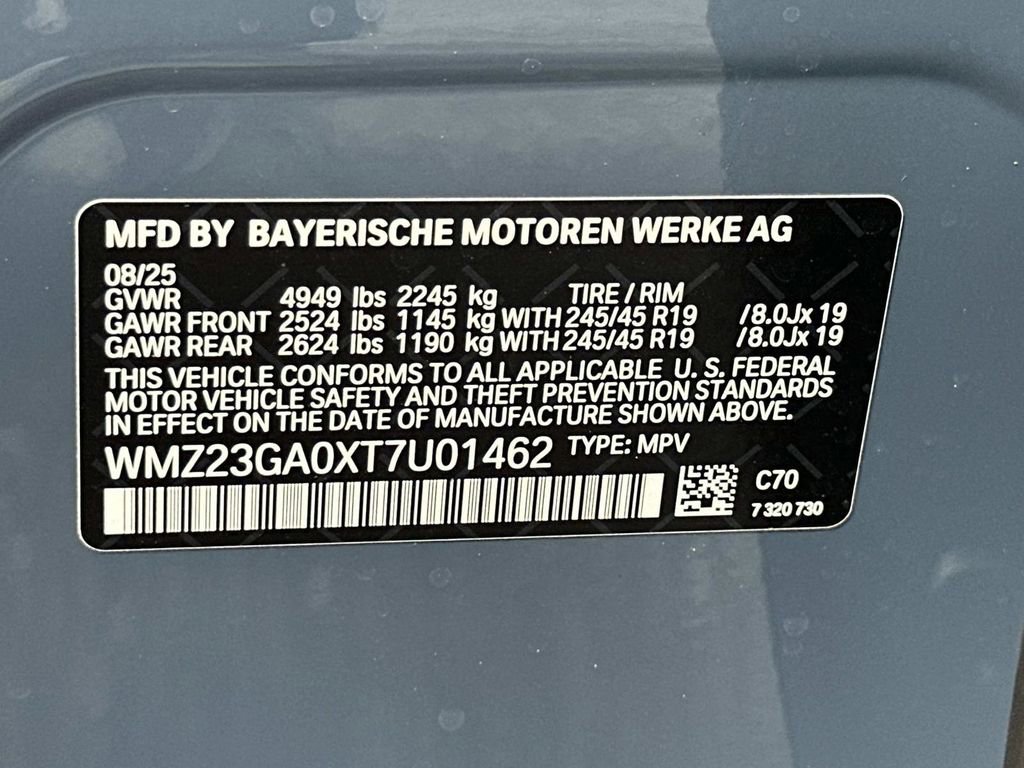 MFD BY BAYERISCHE MOTOREN WERKE AG
08/25
GVWR 4949 lbs 2245 kg TIRE / RIM
GAWR FRONT 2524 lbs 1145 kg WITH 245/45 R19 /8.0Jx 19
GAWR REAR 2624 lbs 1190 kg WITH 245/45 R19 /8.0Jx 19
THIS VEHICLE CONFORMS TO ALL APPLICABLE U. S. FEDERAL
MOTOR VEHICLE SAFETY AND THEFT PREVENTION STANDARDS
IN EFFECT ON THE DATE OF MANUFACTURE SHOWN ABOVE.
WMZ23GA0XT7U01462 TYPE: MPV
C70
7 320 730